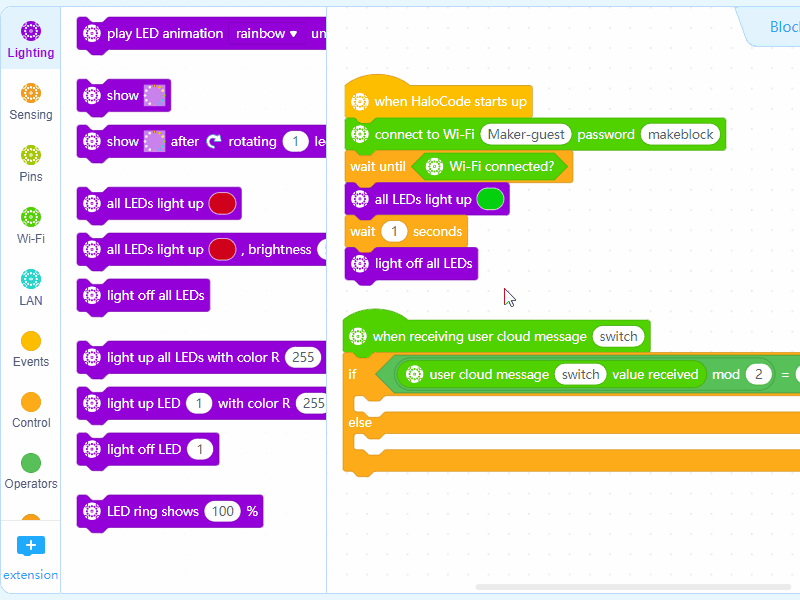 Lighting
Sensing
Pins
Wi-Fi
LAN
Events
Control
Operators
+
extension
play LED animation rainbow ▾ un
show
show after rotating 1 le
all LEDs light up
all LEDs light up , brightness
light off all LEDs
light up all LEDs with color R 255
light up LED 1 with color R 255
light off LED 1
LED ring shows 100 %
Bloc
when HaloCode starts up
connect to Wi-Fi Maker-guest password makeblock
wait until Wi-Fi connected?
all LEDs light up
wait 1 seconds
light off all LEDs
when receiving user cloud message switch
if user cloud message switch value received mod 2 =
else